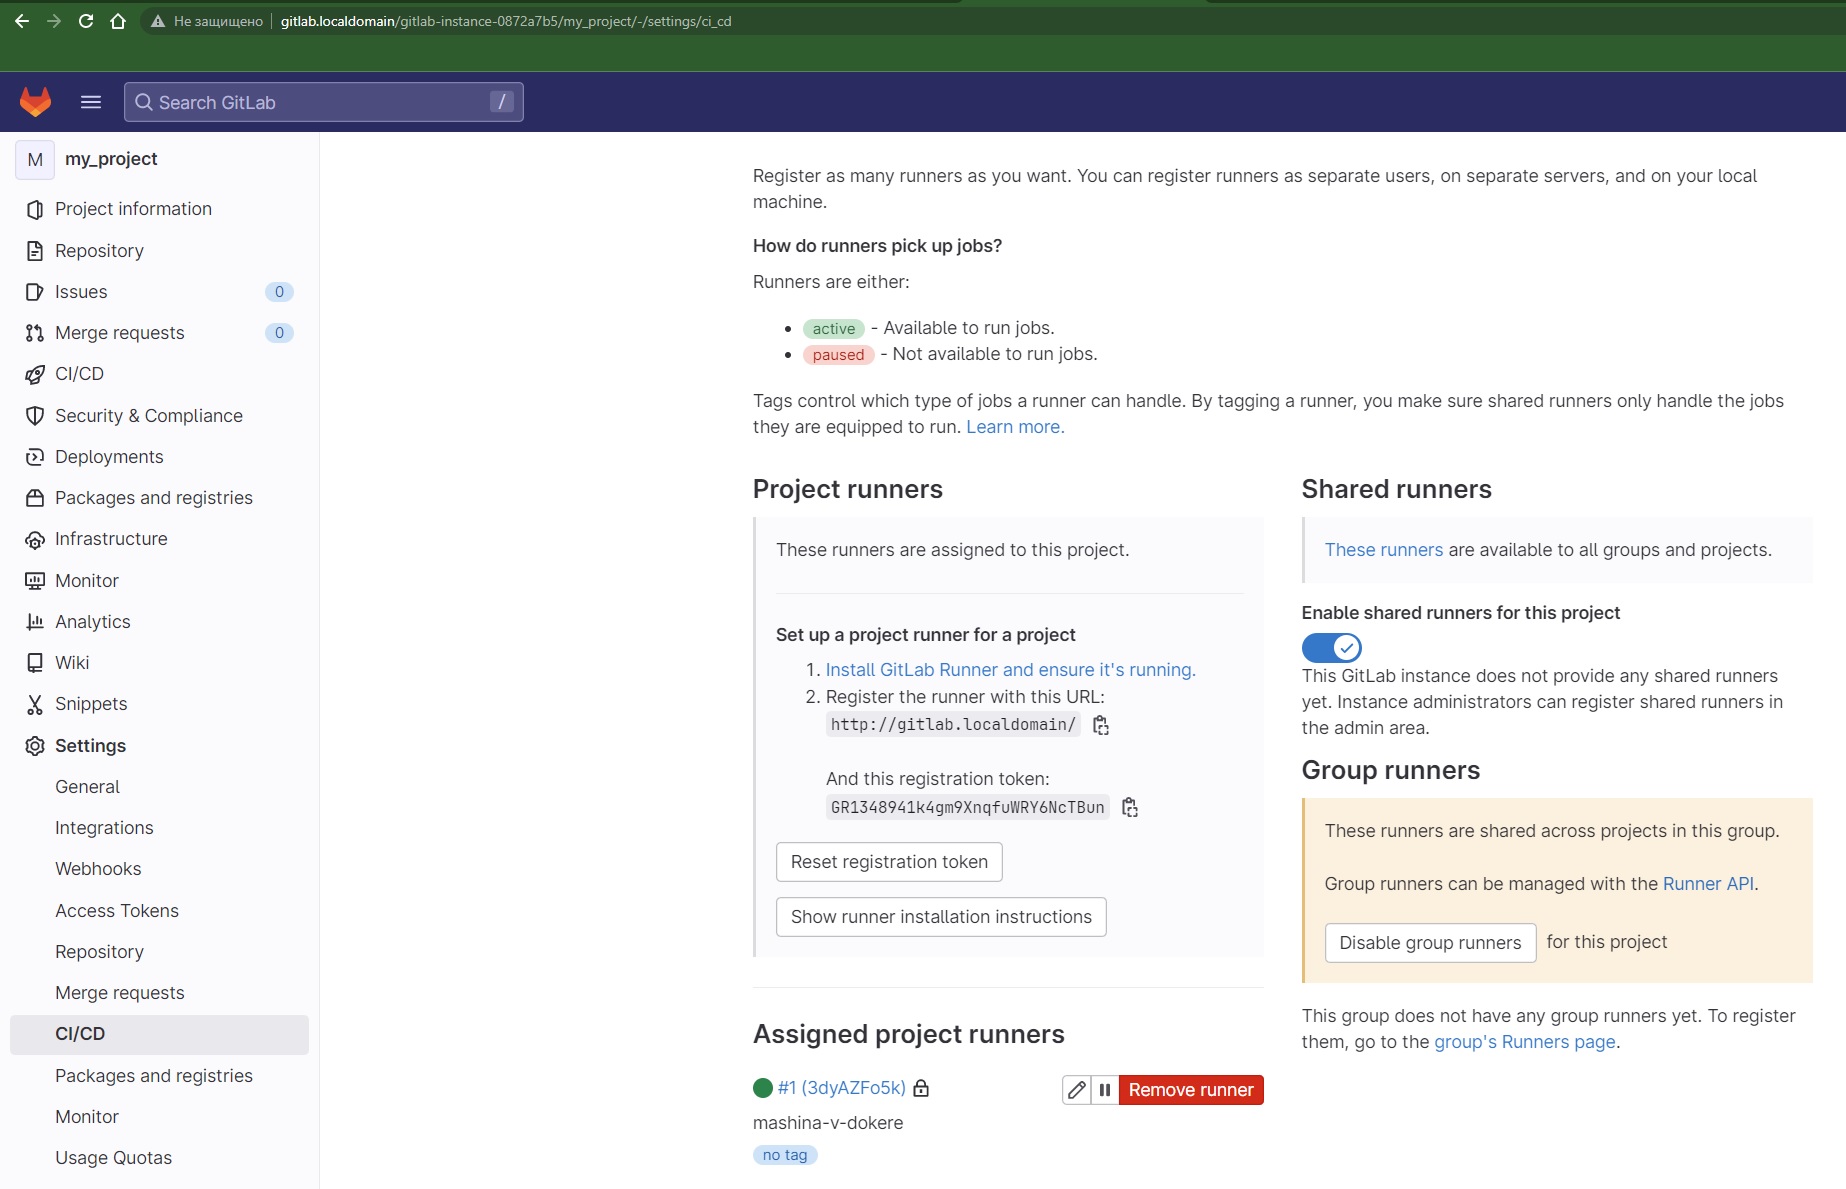 Не защищено
gitlab.localdomain/gitlab-instance-0872a7b5/my_project/-/settings/ci_cd
Search GitLab
/
M
my_project
Project information
Repository
Issues
0
Merge requests
0
CI/CD
Security & Compliance
Deployments
Packages and registries
Infrastructure
Monitor
Analytics
Wiki
Snippets
Settings
General
Integrations
Webhooks
Access Tokens
Repository
Merge requests
CI/CD
Packages and registries
Monitor
Usage Quotas
Register as many runners as you want. You can register runners as separate users, on separate servers, and on your local
machine.
How do runners pick up jobs?
Runners are either:
active - Available to run jobs.
paused - Not available to run jobs.
Tags control which type of jobs a runner can handle. By tagging a runner, you make sure shared runners only handle the jobs
they are equipped to run. Learn more.
Project runners
These runners are assigned to this project.
Set up a project runner for a project
1. Install GitLab Runner and ensure it's running.
2. Register the runner with this URL:
http://gitlab.localdomain/
And this registration token:
GR1348941k4gm9XnqfuWRY6NcTBun
Reset registration token
Show runner installation instructions
Assigned project runners
#1 (3dyAZFo5k)
Remove runner
mashina-v-dokere
no tag
Shared runners
These runners are available to all groups and projects.
Enable shared runners for this project
This GitLab instance does not provide any shared runners
yet. Instance administrators can register shared runners in
the admin area.
Group runners
These runners are shared across projects in this group.
Group runners can be managed with the Runner API.
Disable group runners for this project
This group does not have any group runners yet. To register
them, go to the group's Runners page.